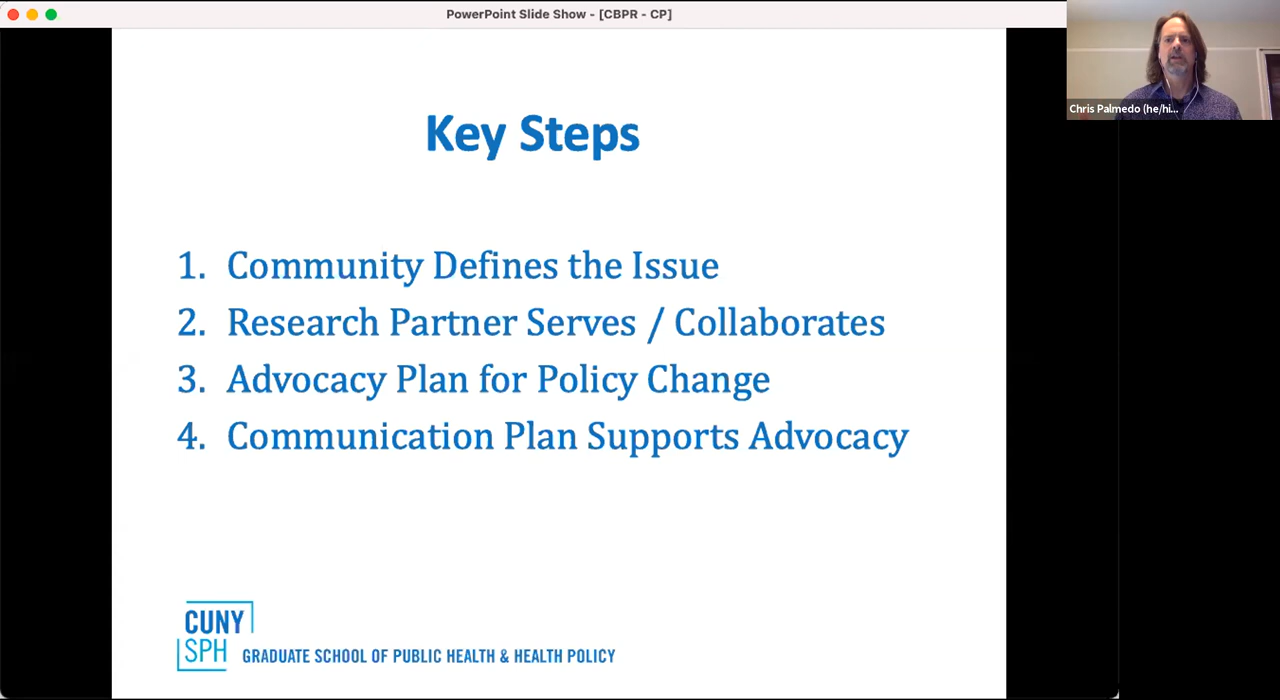 PowerPoint Slide Show - [CBPR - CP]
Chris Palmedo (he/hi...
Key Steps
1. Community Defines the Issue
2. Research Partner Serves / Collaborates
3. Advocacy Plan for Policy Change
4. Communication Plan Supports Advocacy
CUNY
SPH GRADUATE SCHOOL OF PUBLIC HEALTH & HEALTH POLICY